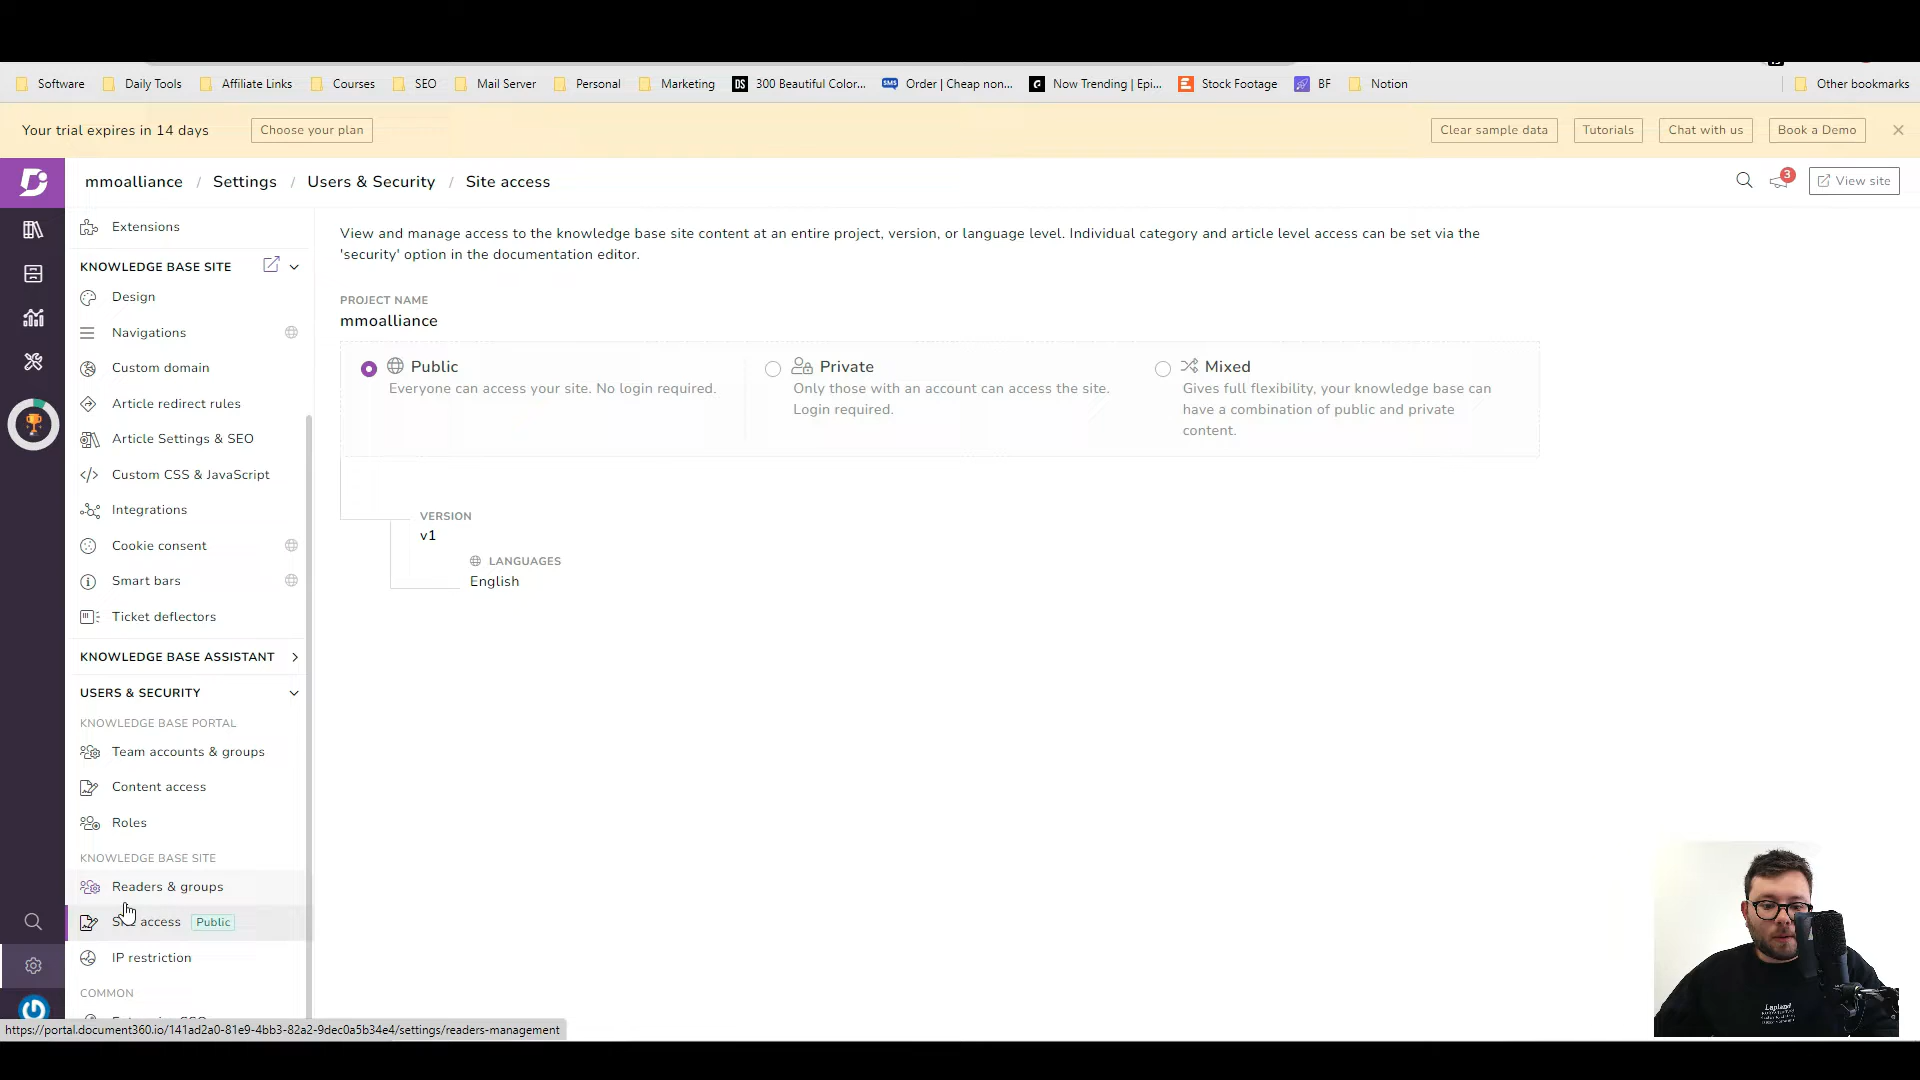 Software
Daily Tools
Affiliate Links
Courses
SEO
Mail Server
Personal
Marketing
300 Beautiful Color...
Order | Cheap non...
Now Trending | Epi...
Stock Footage
BF
Notion
Other bookmarks
Your trial expires in 14 days
Choose your plan
Clear sample data
Tutorials
Chat with us
Book a Demo
mmoalliance / Settings / Users & Security / Site access
3
View site
Extensions
KNOWLEDGE BASE SITE
Design
Navigations
Custom domain
Article redirect rules
Article Settings & SEO
Custom CSS & JavaScript
Integrations
Cookie consent
Smart bars
Ticket deflectors
KNOWLEDGE BASE ASSISTANT
USERS & SECURITY
KNOWLEDGE BASE PORTAL
Team accounts & groups
Content access
Roles
KNOWLEDGE BASE SITE
Readers & groups
access Public
IP restriction
COMMON
https://portal.document360.io/141ad2a0-81e9-4bb3-82a2-9dec0a5b34e4/settings/readers-management
View and manage access to the knowledge base site content at an entire project, version, or language level. Individual category and article level access can be set via the
'security' option in the documentation editor.
PROJECT NAME
mmoalliance
Public
Everyone can access your site. No login required.
Private
Only those with an account can access the site.
Login required.
Mixed
Gives full flexibility, your knowledge base can
have a combination of public and private
content.
VERSION
v1
LANGUAGES
English
Lapland